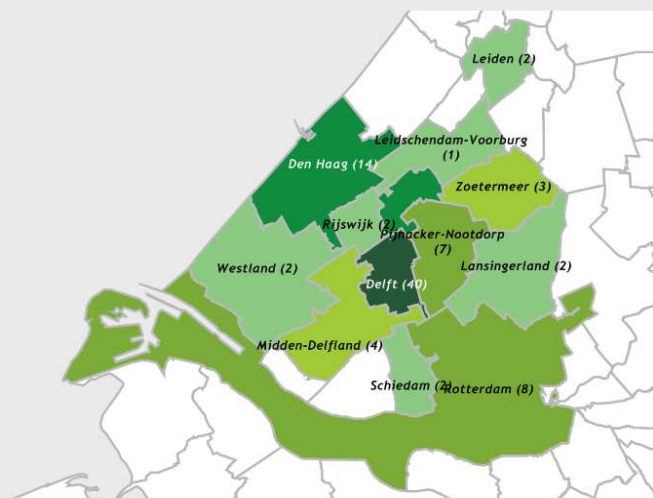 Leiden (2)
Leidschendam-Voorburg
(1)
Den Haag (14)
Zoetermeer (3)
Rijswijk (2)
Pijnacker-Nootdorp
(7)
Westland (2)
Lansingerland (2)
Delft (40)
Midden-Delfland (4)
Schiedam (2)
Rotterdam (8)